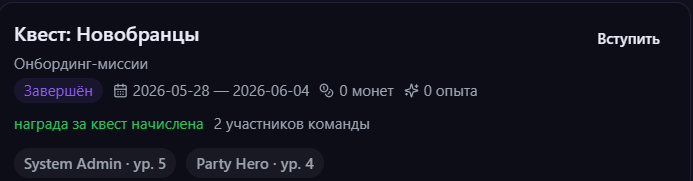 Квест: Новобранцы
Вступить
Онбординг-миссии
Завершён 2026-05-28 — 2026-06-04 0 монет 0 опыта
награда за квест начислена 2 участников команды
System Admin · ур. 5 Party Hero · ур. 4